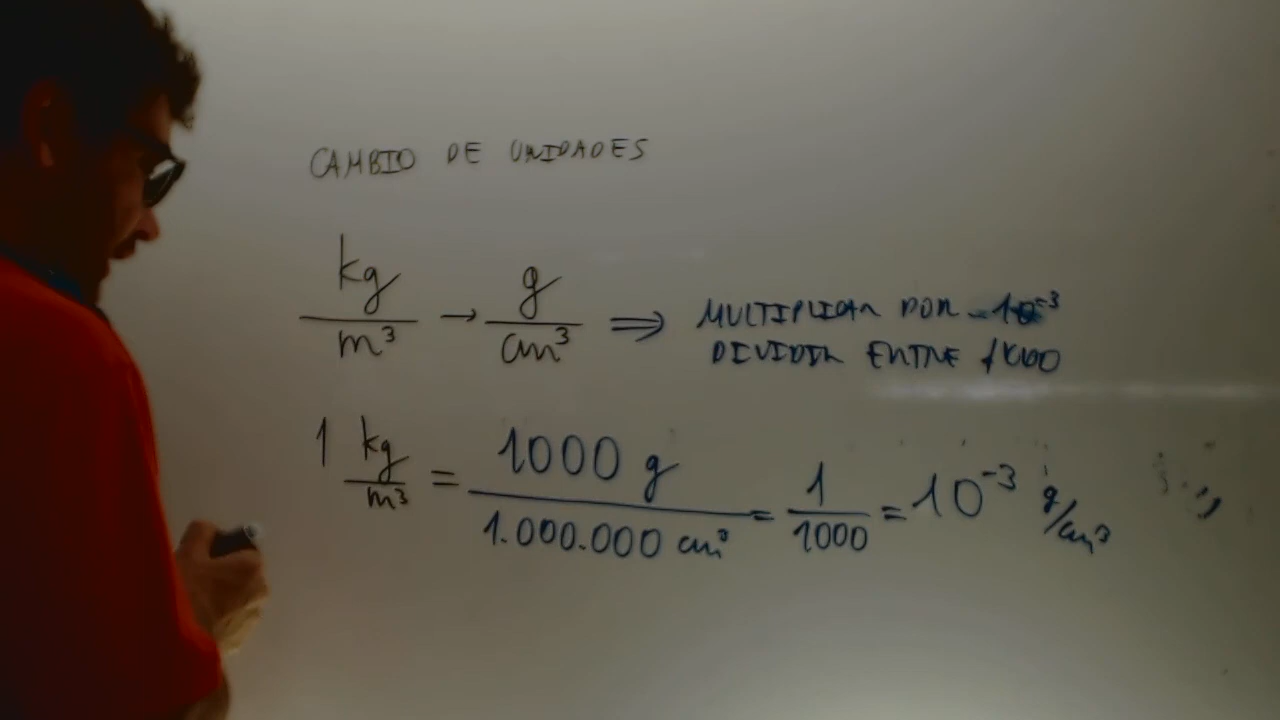 CAMBIO DE UNIDADES
kg/m³ → g/cm³ ⇒ MULTIPLICAR POR 10⁻³
DIVIDIR ENTRE 1000
1 kg/m³ = 1000 g / 1.000.000 cm³ = 1/1000 = 10⁻³ g/cm³